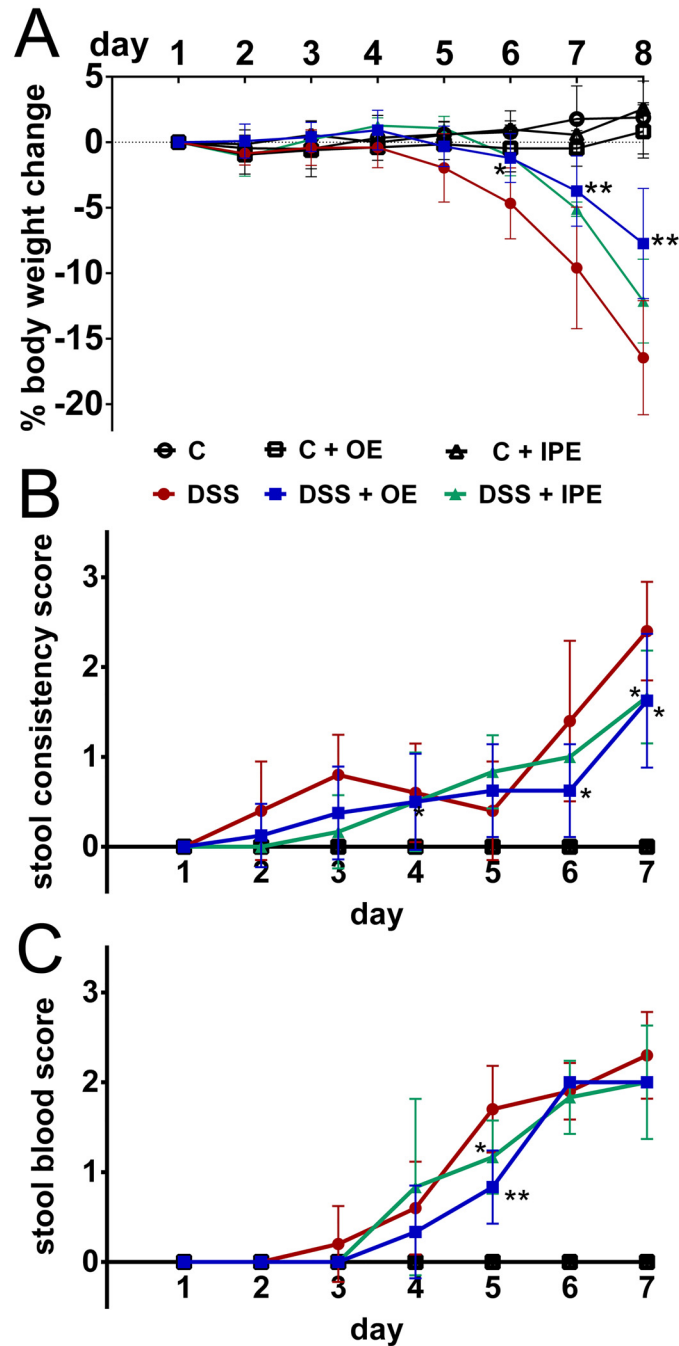 A
day 1 2 3 4 5 6 7 8
% body weight change
5
0
-5
-10
-15
-20
*
**
**
C C + OE C + IPE
DSS DSS + OE DSS + IPE
B
stool consistency score
3
2
1
0
*
*
*
*
1 2 3 4 5 6 7
day
C
stool blood score
3
2
1
0
*
**
1 2 3 4 5 6 7
day